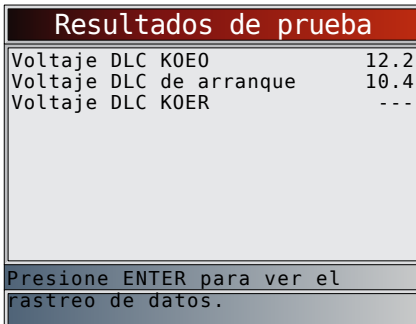 Resultados de prueba
Voltaje DLC KOEO 12.2
Voltaje DLC de arranque 10.4
Voltaje DLC KOER ---
Presione ENTER para ver el
rastreo de datos.